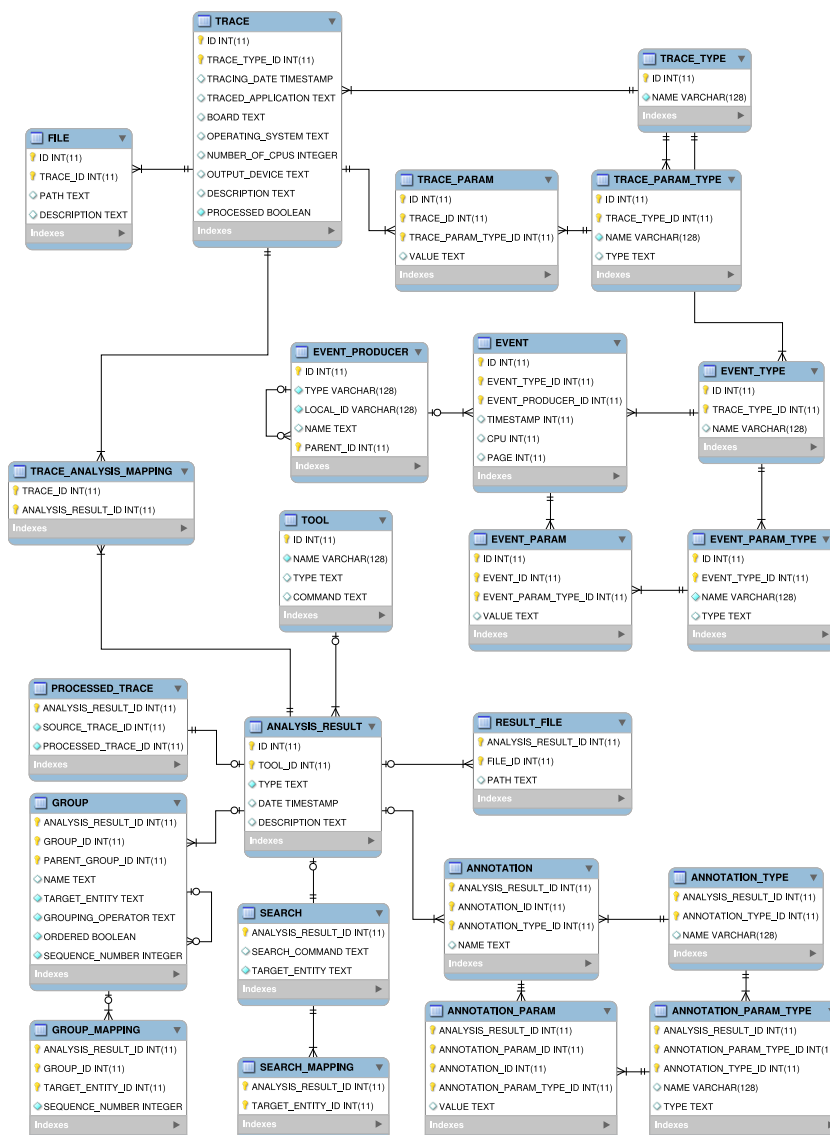 TRACE
ID INT(11)
TRACE_TYPE_ID INT(11)
TRACING_DATE TIMESTAMP
TRACED_APPLICATION TEXT
BOARD TEXT
OPERATING_SYSTEM TEXT
NUMBER_OF_CPUS INTEGER
OUTPUT_DEVICE TEXT
DESCRIPTION TEXT
PROCESSED BOOLEAN
Indexes
TRACE_TYPE
ID INT(11)
NAME VARCHAR(128)
Indexes
FILE
ID INT(11)
TRACE_ID INT(11)
PATH TEXT
DESCRIPTION TEXT
Indexes
TRACE_PARAM
ID INT(11)
TRACE_ID INT(11)
TRACE_PARAM_TYPE_ID INT(11)
VALUE TEXT
Indexes
TRACE_PARAM_TYPE
ID INT(11)
TRACE_TYPE_ID INT(11)
NAME VARCHAR(128)
TYPE TEXT
Indexes
EVENT_PRODUCER
ID INT(11)
TYPE VARCHAR(128)
LOCAL_ID VARCHAR(128)
NAME TEXT
PARENT_ID INT(11)
Indexes
EVENT
ID INT(11)
EVENT_TYPE_ID INT(11)
EVENT_PRODUCER_ID INT(11)
TIMESTAMP INT(11)
CPU INT(11)
PAGE INT(11)
Indexes
EVENT_TYPE
ID INT(11)
TRACE_TYPE_ID INT(11)
NAME VARCHAR(128)
Indexes
TRACE_ANALYSIS_MAPPING
TRACE_ID INT(11)
ANALYSIS_RESULT_ID INT(11)
Indexes
TOOL
ID INT(11)
NAME VARCHAR(128)
TYPE TEXT
COMMAND TEXT
Indexes
EVENT_PARAM
ID INT(11)
EVENT_ID INT(11)
EVENT_PARAM_TYPE_ID INT(11)
VALUE TEXT
Indexes
EVENT_PARAM_TYPE
ID INT(11)
EVENT_TYPE_ID INT(11)
NAME VARCHAR(128)
TYPE TEXT
Indexes
PROCESSED_TRACE
ANALYSIS_RESULT_ID INT(11)
SOURCE_TRACE_ID INT(11)
PROCESSED_TRACE_ID INT(11)
Indexes
ANALYSIS_RESULT
ID INT(11)
TOOL_ID INT(11)
TYPE TEXT
DATE TIMESTAMP
DESCRIPTION TEXT
Indexes
RESULT_FILE
ANALYSIS_RESULT_ID INT(11)
FILE_ID INT(11)
PATH TEXT
Indexes
GROUP
ANALYSIS_RESULT_ID INT(11)
GROUP_ID INT(11)
PARENT_GROUP_ID INT(11)
NAME TEXT
TARGET_ENTITY TEXT
GROUPING_OPERATOR TEXT
ORDERED BOOLEAN
SEQUENCE_NUMBER INTEGER
Indexes
SEARCH
ANALYSIS_RESULT_ID INT(11)
SEARCH_COMMAND TEXT
TARGET_ENTITY TEXT
Indexes
ANNOTATION
ANALYSIS_RESULT_ID INT(11)
ANNOTATION_ID INT(11)
ANNOTATION_TYPE_ID INT(11)
NAME TEXT
Indexes
ANNOTATION_TYPE
ANALYSIS_RESULT_ID INT(11)
ANNOTATION_TYPE_ID INT(11)
NAME VARCHAR(128)
Indexes
GROUP_MAPPING
ANALYSIS_RESULT_ID INT(11)
GROUP_ID INT(11)
TARGET_ENTITY_ID INT(11)
SEQUENCE_NUMBER INTEGER
Indexes
SEARCH_MAPPING
ANALYSIS_RESULT_ID INT(11)
TARGET_ENTITY_ID INT(11)
Indexes
ANNOTATION_PARAM
ANALYSIS_RESULT_ID INT(11)
ANNOTATION_PARAM_ID INT(11)
ANNOTATION_ID INT(11)
ANNOTATION_PARAM_TYPE_ID INT(11)
VALUE TEXT
Indexes
ANNOTATION_PARAM_TYPE
ANALYSIS_RESULT_ID INT(11)
ANNOTATION_PARAM_TYPE_ID INT(1
ANNOTATION_TYPE_ID INT(11)
NAME VARCHAR(128)
TYPE TEXT
Indexes